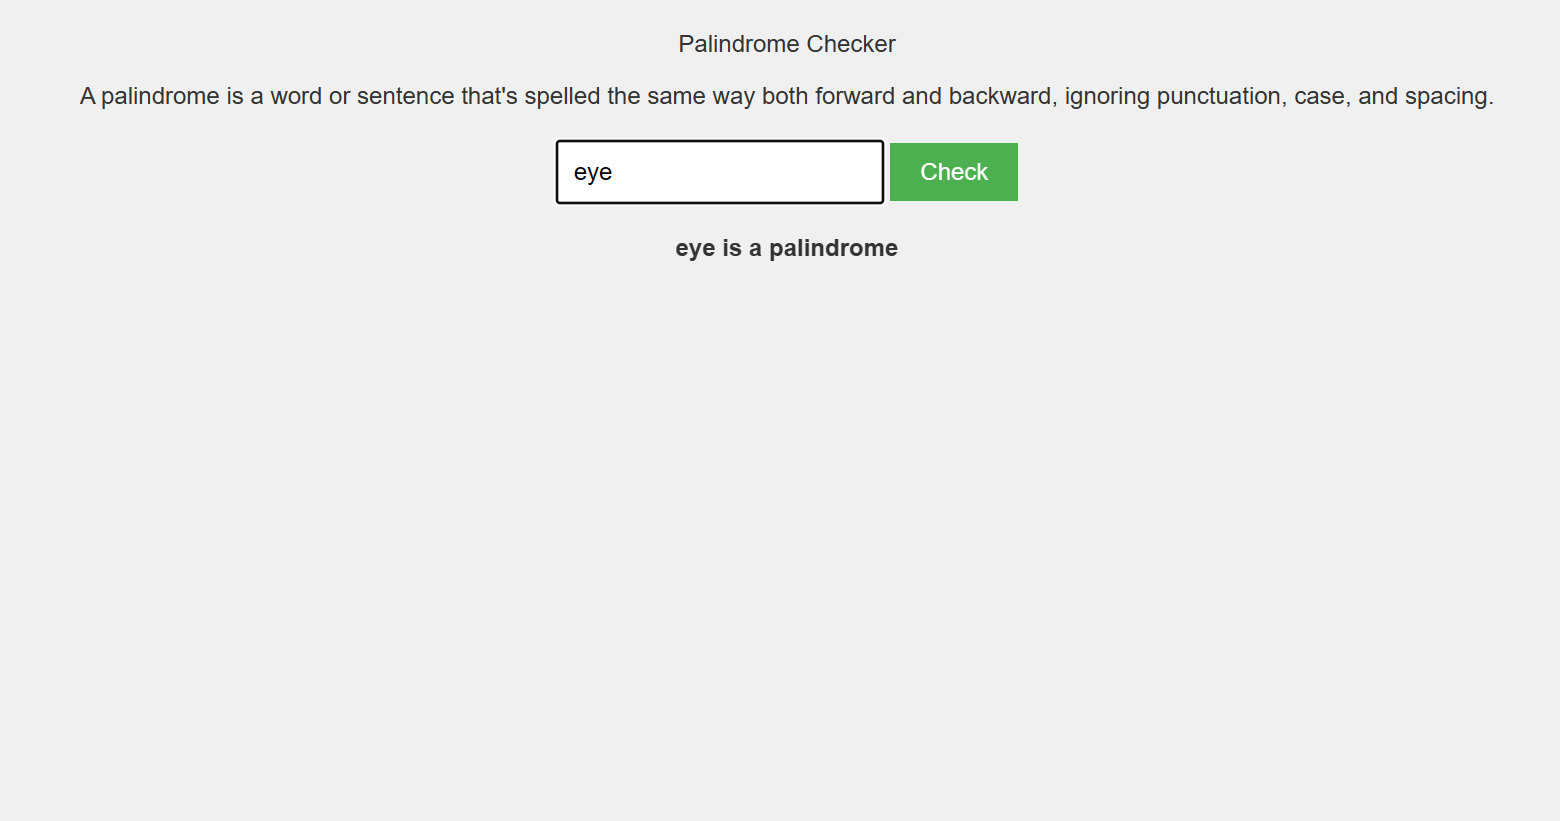 Palindrome Checker
A palindrome is a word or sentence that's spelled the same way both forward and backward, ignoring punctuation, case, and spacing.
eye Check
eye is a palindrome